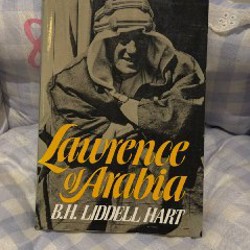 Lawrence
of Arabia
B.H. LIDDELL HART